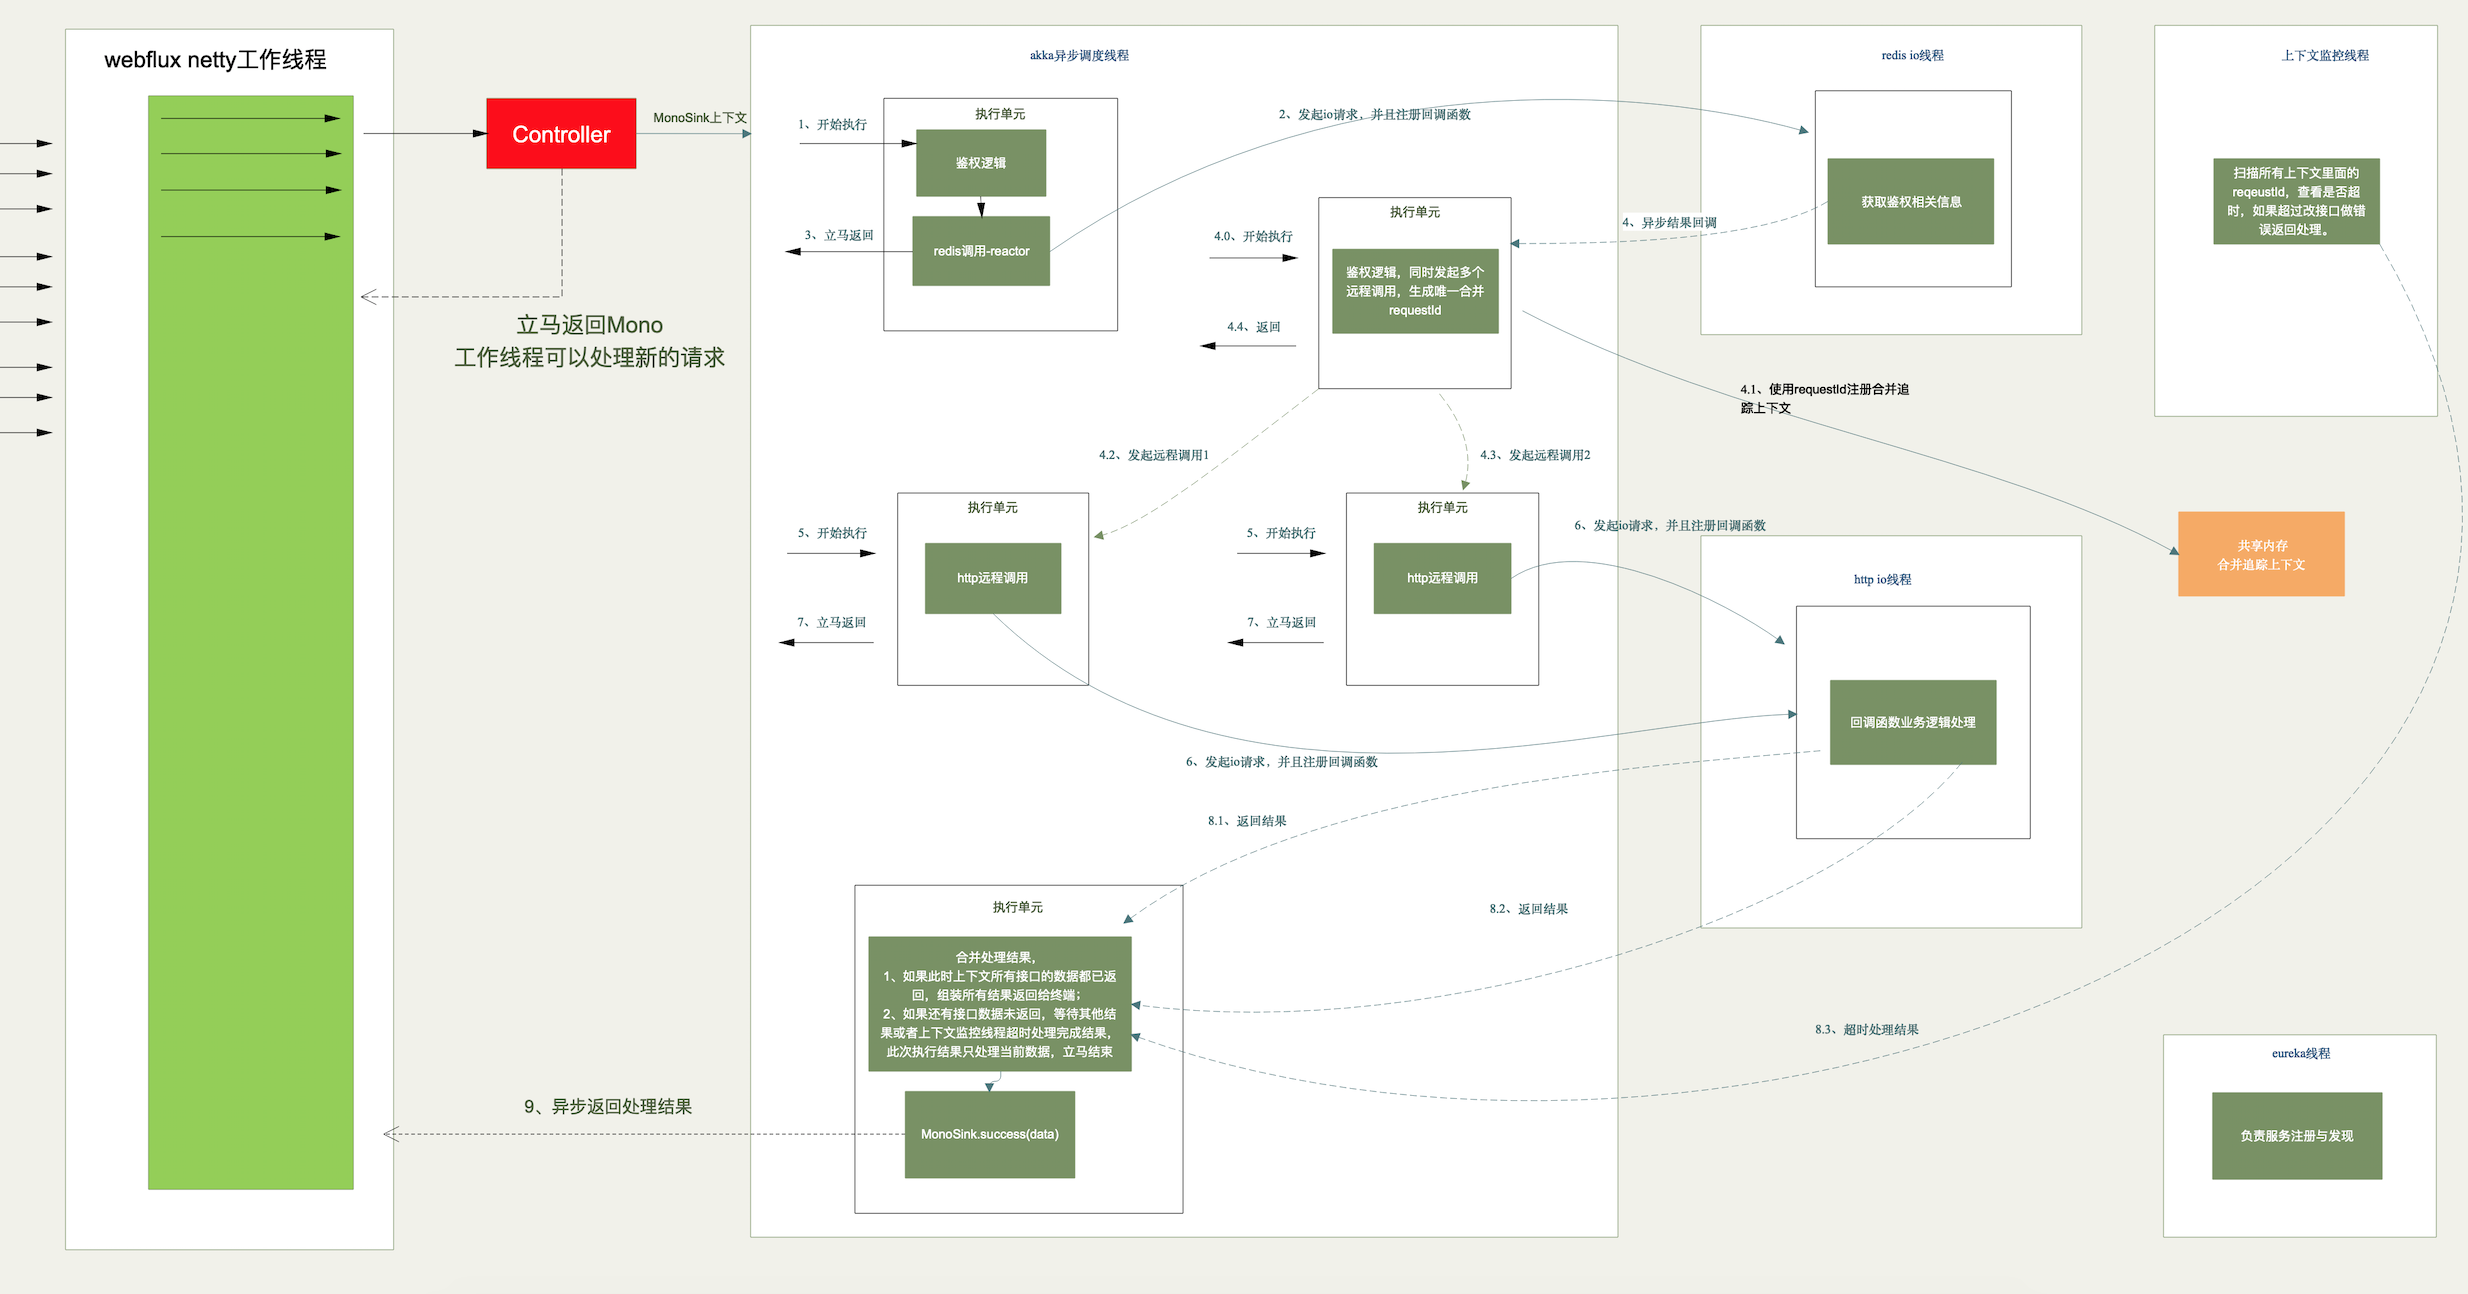 webflux netty工作线程
Controller
MonoSink上下文
立马返回Mono
工作线程可以处理新的请求
akka异步调度线程
执行单元
1、开始执行
鉴权逻辑
3、立马返回
redis调用-reactor
2、发起io请求，并且注册回调函数
执行单元
4.0、开始执行
鉴权逻辑，同时发起多个
远程调用，生成唯一合并
requestId
4.4、返回
4、异步结果回调
redis io线程
获取鉴权相关信息
上下文监控线程
扫描所有上下文里面的
reqeustId，查看是否超
时，如果超过改接口做错
误返回处理。
4.1、使用requestId注册合并追
踪上下文
4.2、发起远程调用1
4.3、发起远程调用2
执行单元
5、开始执行
http远程调用
7、立马返回
执行单元
5、开始执行
http远程调用
7、立马返回
6、发起io请求，并且注册回调函数
共享内存
合并追踪上下文
http io线程
回调函数业务逻辑处理
6、发起io请求，并且注册回调函数
8.1、返回结果
8.2、返回结果
8.3、超时处理结果
执行单元
合并处理结果，
1、如果此时上下文所有接口的数据都已返
回，组装所有结果返回给终端；
2、如果还有接口数据未返回，等待其他结
果或者上下文监控线程超时处理完成结果，
此次执行结果只处理当前数据，立马结束
MonoSink.success(data)
9、异步返回处理结果
eureka线程
负责服务注册与发现